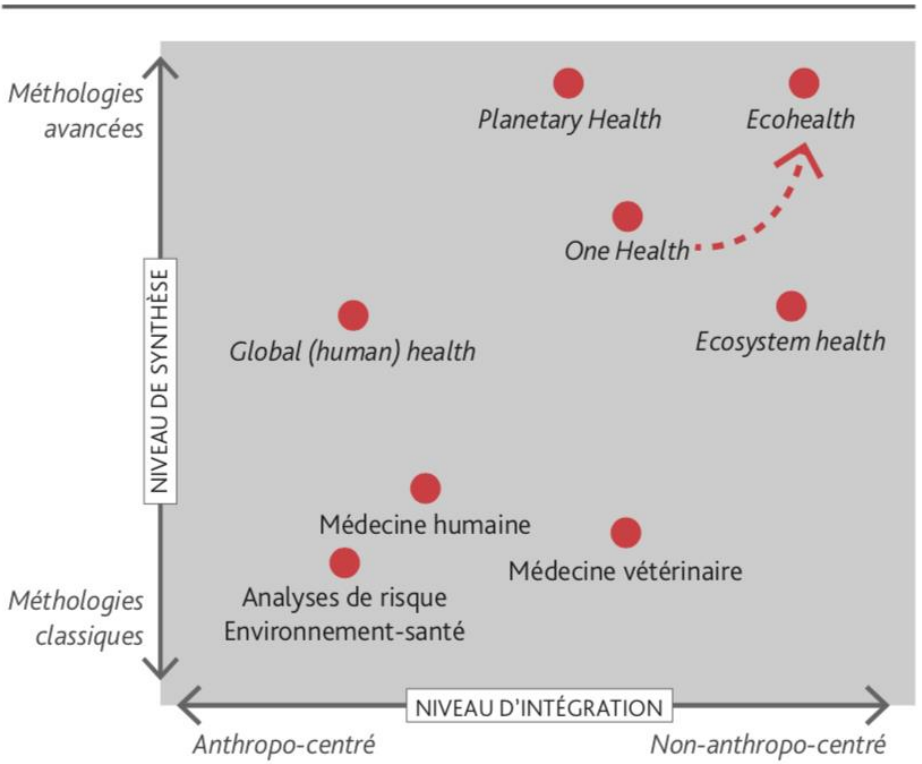 Méthologies
avancées
Planetary Health
Ecohealth
One Health
Global (human) health
Ecosystem health
NIVEAU DE SYNTHÈSE
Médecine humaine
Médecine vétérinaire
Analyses de risque
Environnement-santé
Méthologies
classiques
NIVEAU D'INTÉGRATION
Anthropo-centré
Non-anthropo-centré